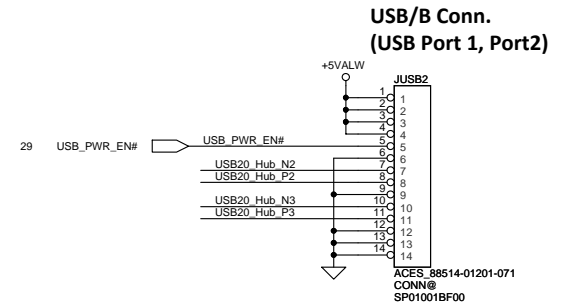 USB/B Conn.
(USB Port 1, Port2)
+5VALW
JUSB2
1 1
2 2
3 3
4 4
29 USB_PWR_EN# USB_PWR_EN# 5 5
6 6
USB20_Hub_N2 7 7
USB20_Hub_P2 8 8
9 9
USB20_Hub_N3 10 10
USB20_Hub_P3 11 11
12 12
13 13
14 14
ACES_88514-01201-071
CONN@
SP01001BF00